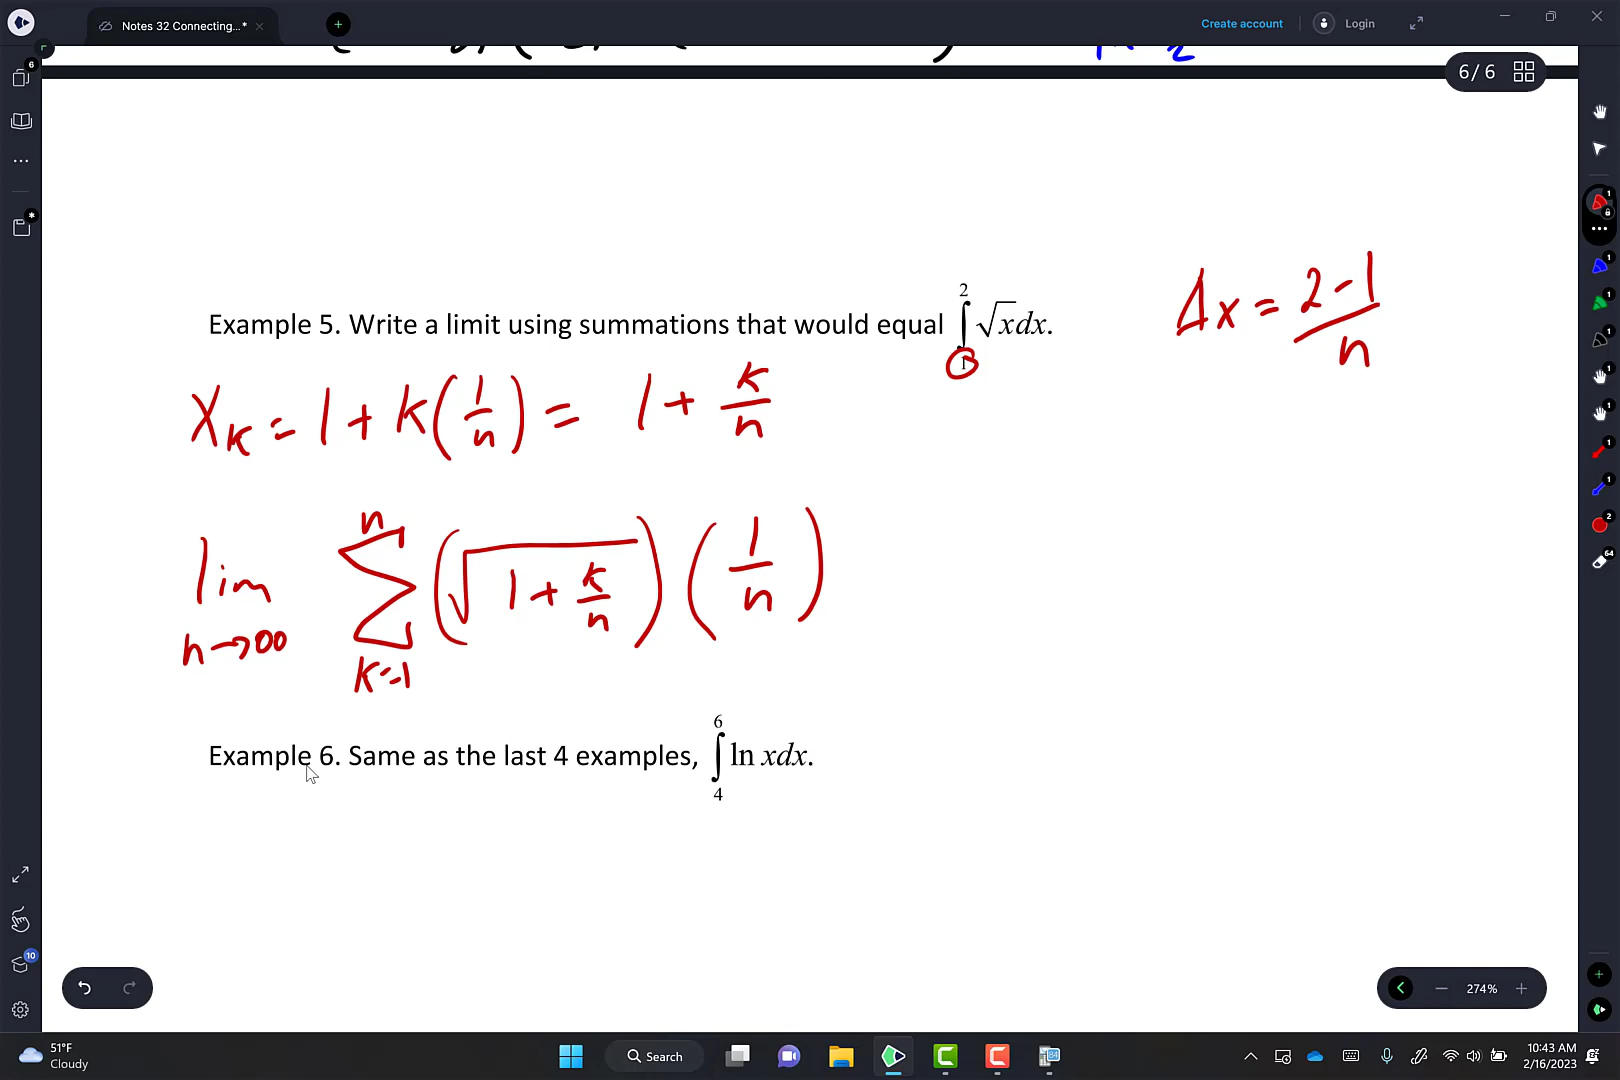 Notes 32 Connecting...*
Create account
Login
6
6 / 6
Example 5. Write a limit using summations that would equal ∫₁² √x dx.
Δx = (2-1)/n
x_k = 1 + k(1/n) = 1 + k/n
lim n→∞ Σ k=1 n (√(1 + k/n)) (1/n)
Example 6. Same as the last 4 examples, ∫₄⁶ ln x dx.
10
274%
51°F
Cloudy
Search
10:43 AM
2/16/2023